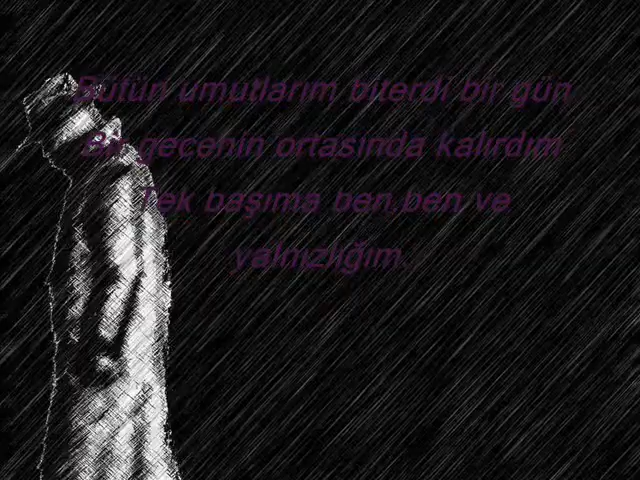 Bütün umutlarım biterdi bir gün
Bir gecenin ortasında kalırdım
Tek başıma ben,ben ve
yalnızlığım.